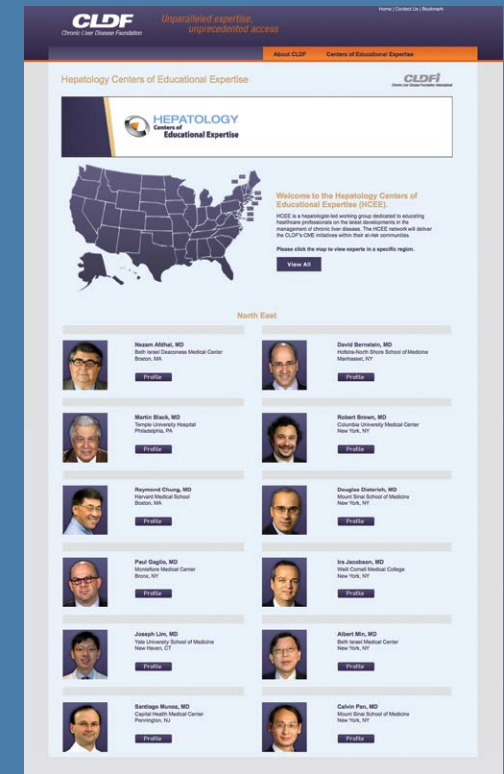 Home | Contact Us | Bookmark
CLDF
Chronic Liver Disease Foundation
Unparalleled expertise,
unprecedented access
About CLDF
Centers of Educational Expertise
Hepatology Centers of Educational Expertise
CLDFi
Chronic Liver Disease Foundation International
HEPATOLOGY
Centers of
Educational Expertise
Welcome to the Hepatology Centers of
Educational Expertise (HCEE).
HCEE is a hepatologist-led working group dedicated to educating
healthcare professionals on the latest developments in the
management of chronic liver disease. The HCEE network will deliver
the CLDF's CME initiatives within their at-risk communities.
Please click the map to view experts in a specific region.
View All
North East
Nezam Afdhal, MD
Beth Israel Deaconess Medical Center
Boston, MA
Profile
David Bernstein, MD
Hofstra-North Shore School of Medicine
Manhasset, NY
Profile
Martin Black, MD
Temple University Hospital
Philadelphia, PA
Profile
Robert Brown, MD
Columbia University Medical Center
New York, NY
Profile
Raymond Chung, MD
Harvard Medical School
Boston, MA
Profile
Douglas Dieterich, MD
Mount Sinai School of Medicine
New York, NY
Profile
Paul Gaglio, MD
Montefiore Medical Center
Bronx, NY
Profile
Ira Jacobson, MD
Weill Cornell Medical College
New York, NY
Profile
Joseph Lim, MD
Yale University School of Medicine
New Haven, CT
Profile
Albert Min, MD
Beth Israel Medical Center
New York, NY
Profile
Santiago Munoz, MD
Capital Health Medical Center
Pennington, NJ
Profile
Calvin Pan, MD
Mount Sinai School of Medicine
New York, NY
Profile